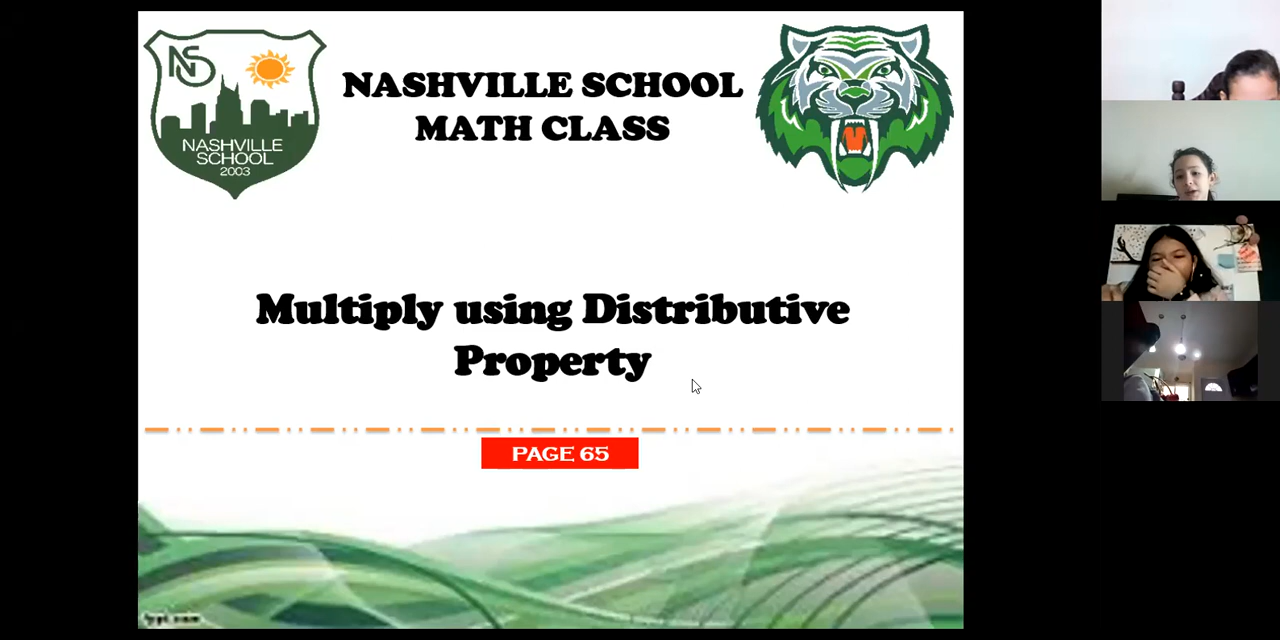 NS
NASHVILLE
SCHOOL
2003
NASHVILLE SCHOOL
MATH CLASS
Multiply using Distributive
Property
PAGE 65